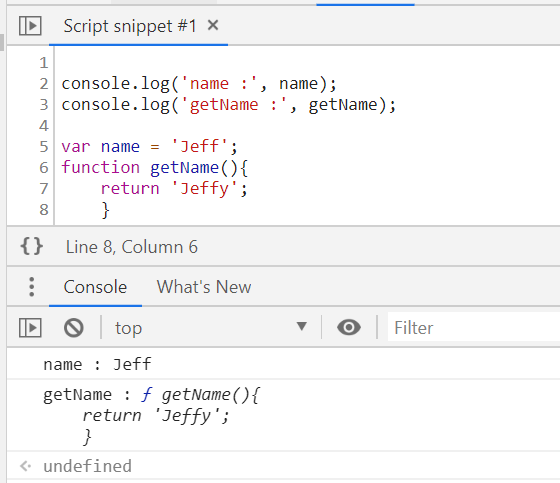 Script snippet #1 ×
1
2 console.log('name :', name);
3 console.log('getName :', getName);
4
5 var name = 'Jeff';
6 function getName(){
7     return 'Jeffy';
8     }
{} Line 8, Column 6
Console What's New
top Filter
name : Jeff
getName : ƒ getName(){
    return 'Jeffy';
    }
undefined